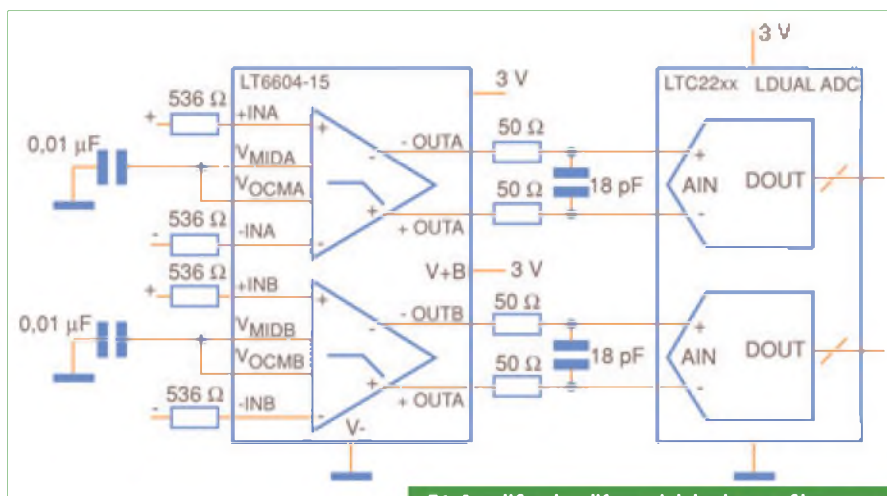 3 V
LT6604-15
LTC22xx LDUAL ADC
3 V
536 Ω
+
+INA
+
0,01 µF
-
- OUTA
50 Ω
+
VMIDA
VOCMA
18 pF
AIN
DOUT
536 Ω
-
-INA
-
+
+ OUTA
50 Ω
-
536 Ω
V+B
3 V
+
+INB
+
0,01 µF
-
- OUTB
50 Ω
+
VMIDB
VOCMB
18 pF
AIN
DOUT
536 Ω
-
-INB
-
+
+ OUTA
50 Ω
-
V-